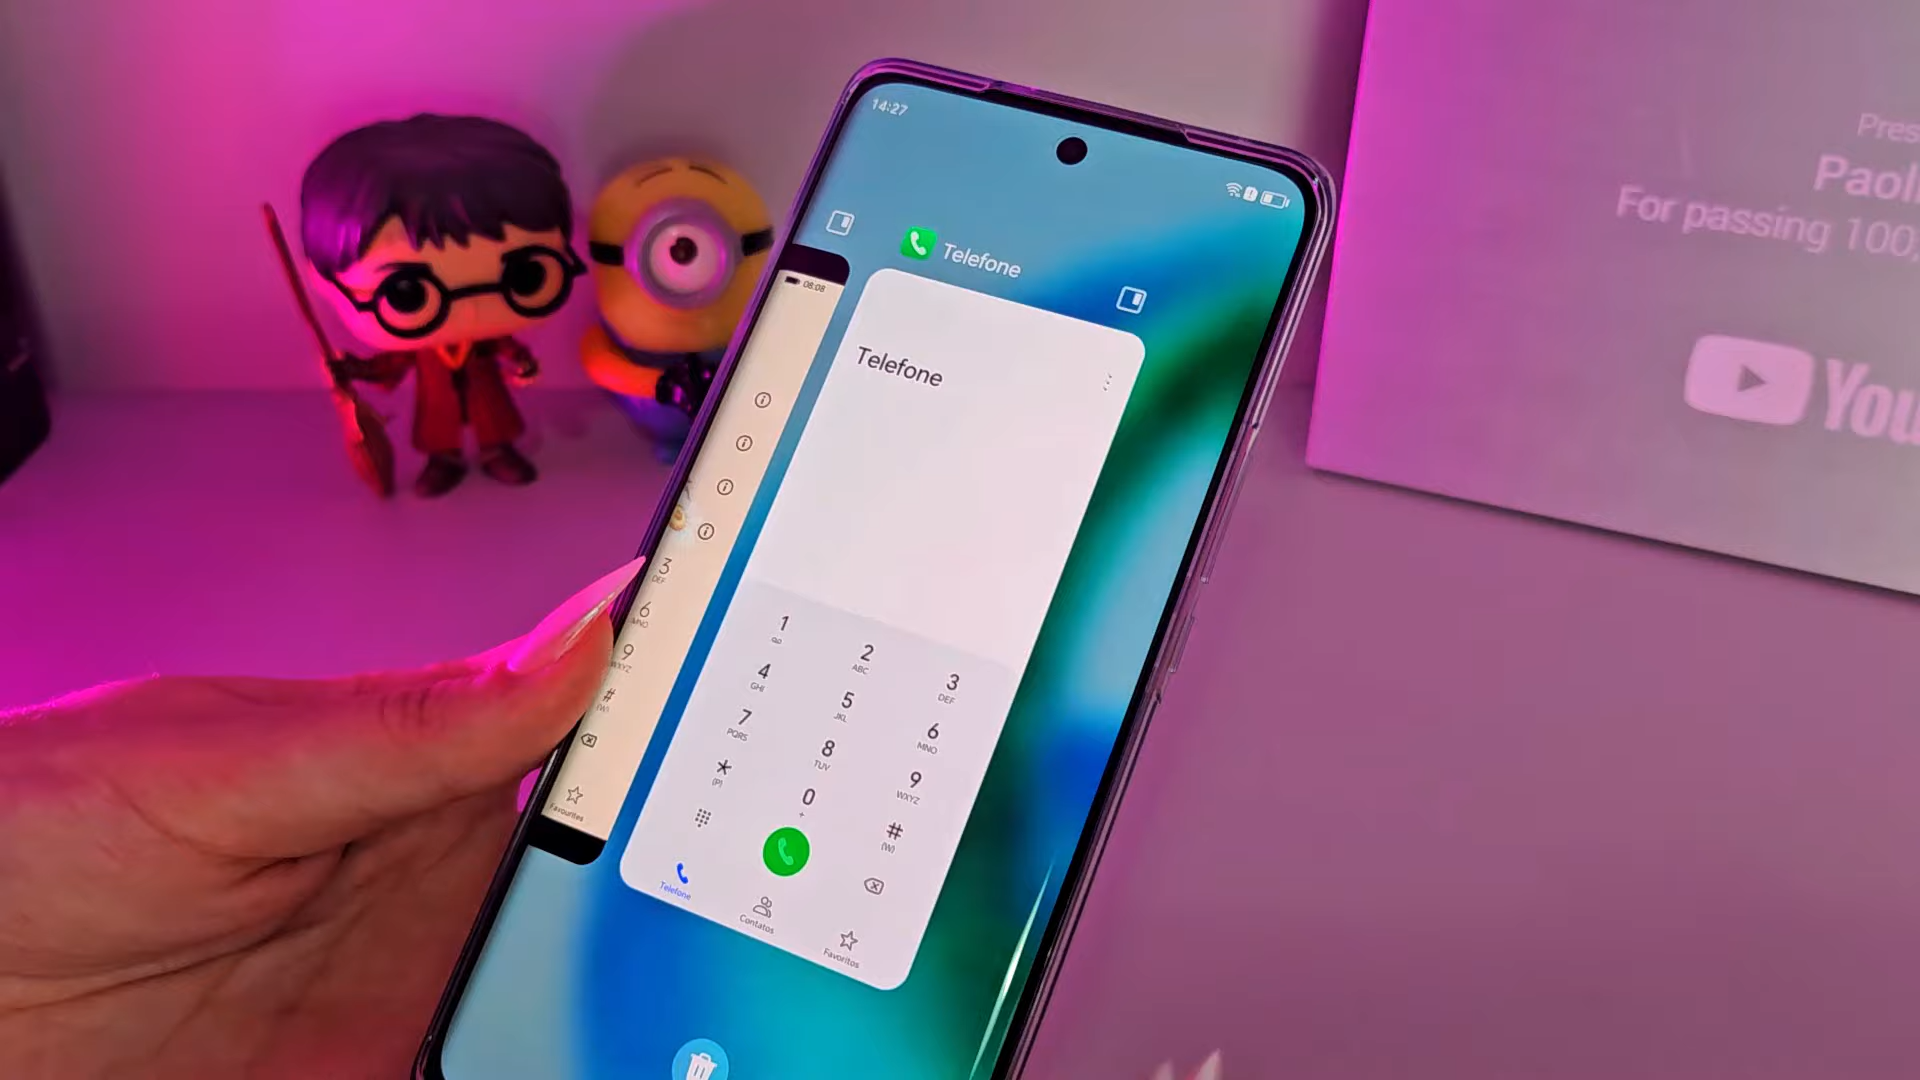 14:27
Telefone
08:08
Telefone
3
DEF
6
MNO
9
WXYZ
#
(W)
Favourites
1
2
ABC
3
DEF
4
GHI
5
JKL
6
MNO
7
PQRS
8
TUV
9
WXYZ
*
(P)
0
+
#
(W)
Telefone
Contatos
Favoritos
Pres
Paoli
For passing 100,
You